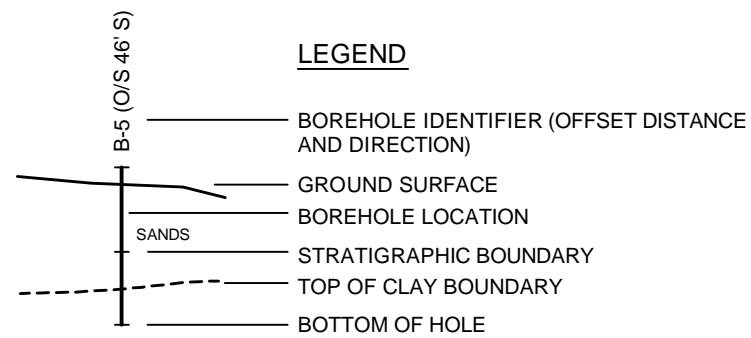 B-5 (O/S 46' S)
LEGEND
BOREHOLE IDENTIFIER (OFFSET DISTANCE
AND DIRECTION)
GROUND SURFACE
BOREHOLE LOCATION
SANDS
STRATIGRAPHIC BOUNDARY
TOP OF CLAY BOUNDARY
BOTTOM OF HOLE